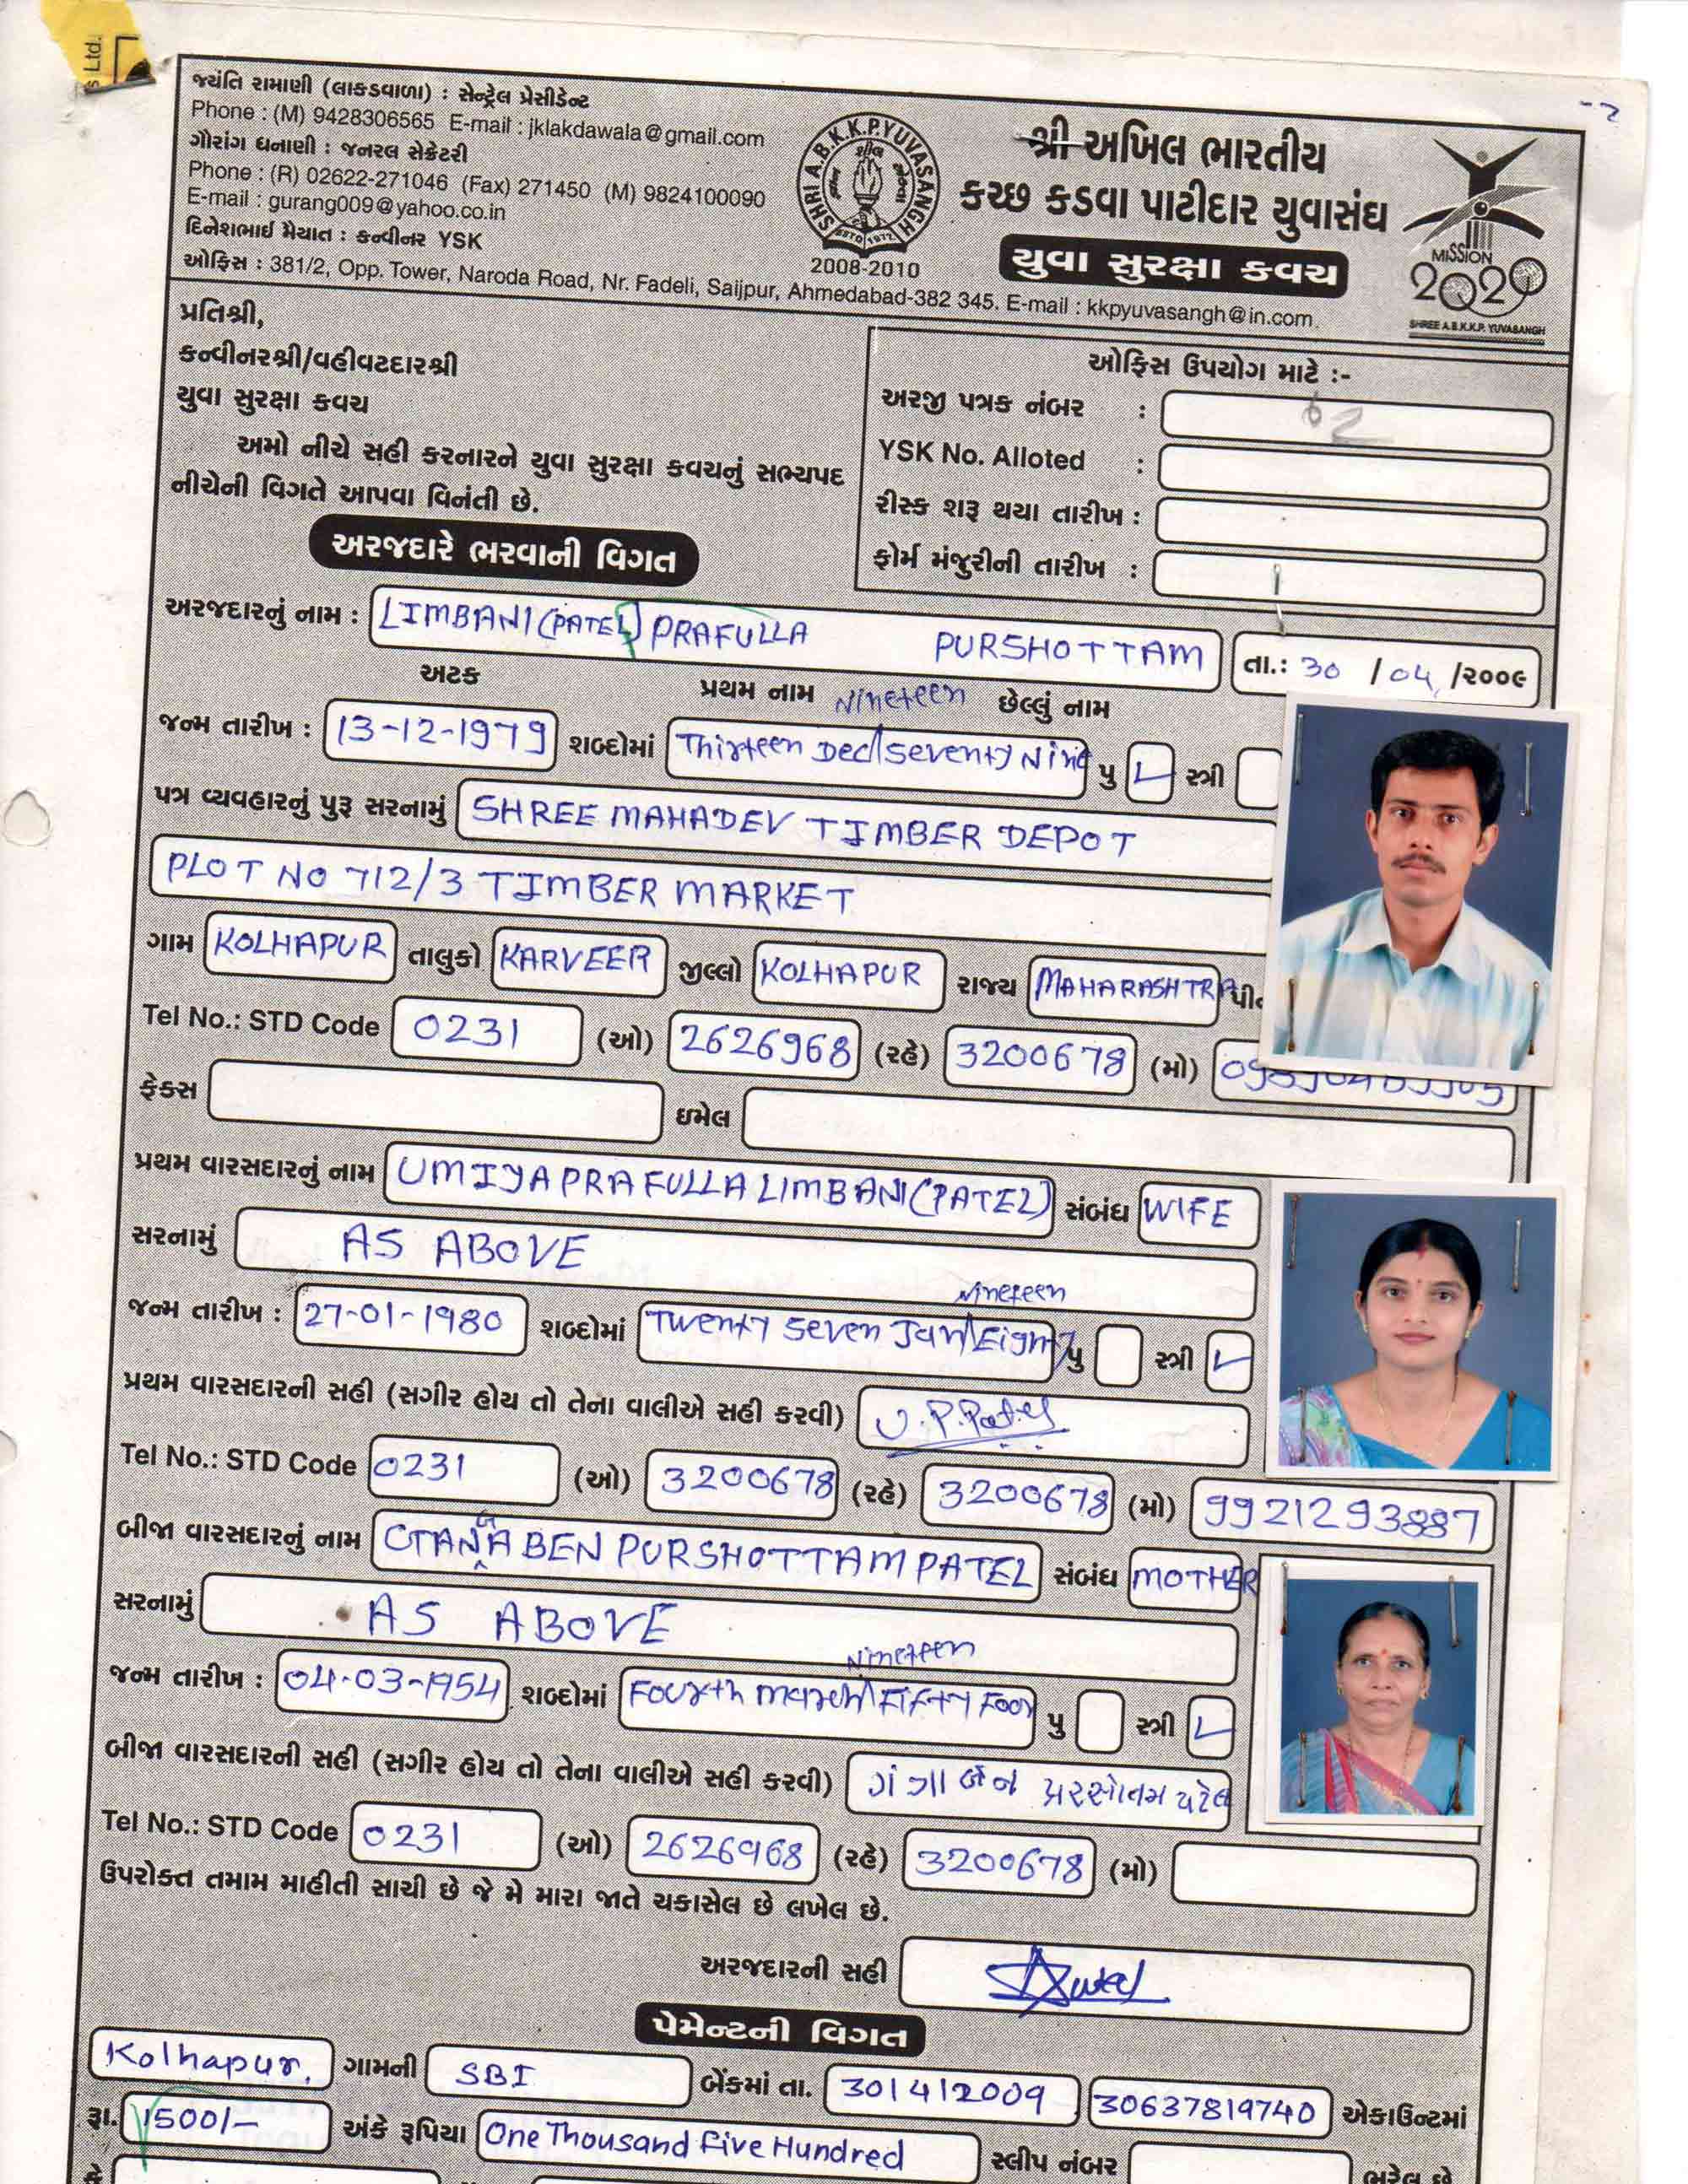 s Ltd.
જયંતિ રામાણી (લાકડાવાળા) : સેન્ટ્રેલ પ્રેસીડેન્ટ
Phone : (M) 9428306565 E-mail : jklakdawala@gmail.com
ગૌરાંગ ધનાણી : જનરલ સેક્રેટરી
Phone : (R) 02622-271046 (Fax) 271450 (M) 9824100090
E-mail : gurang009@yahoo.co.in
દિનેશભાઈ મૈયાત : કન્વીનર YSK
ઓફિસ : 381/2, Opp. Tower, Naroda Road, Nr. Fadeli, Saijpur, Ahmedabad-382 345. E-mail : kkpyuvasangh@in.com.
SHRI A.B.K.K.P.YUVASANGH
ESTD 1972
2008-2010
શ્રી અખિલ ભારતીય
કચ્છ કડવા પાટીદાર યુવાસંઘ
યુવા સુરક્ષા કવચ
MISSION
2020
SHREE A.B.K.K.P. YUVASANGH
પ્રતિશ્રી,
કન્વીનરશ્રી/વહીવટદારશ્રી
યુવા સુરક્ષા કવચ
અમો નીચે સહી કરનારને યુવા સુરક્ષા કવચનું સભ્યપદ
નીચેની વિગતે આપવા વિનંતી છે.
ઓફિસ ઉપયોગ માટે :-
અરજી પત્રક નંબર : 62
YSK No. Alloted :
રીસ્ક શરૂ થયા તારીખ :
ફોર્મ મંજુરીની તારીખ :
અરજદારે ભરવાની વિગત
અરજદારનું નામ : LIMBANI (PATEL) PRAFULLA PURSHOTTAM તા.: 30 / 04 /૨૦૦૯
અટક પ્રથમ નામ Nineteen છેલ્લું નામ
જન્મ તારીખ : 13-12-1979 શબ્દોમાં Thirteen Dec/Seventy Nine પુ સ્ત્રી
પત્ર વ્યવહારનું પુરૂ સરનામું SHREE MAHADEV TIMBER DEPOT
PLOT NO 712/3 TIMBER MARKET
ગામ KOLHAPUR તાલુકો KARVEER જીલ્લો KOLHAPUR રાજ્ય MAHARASHTRA
Tel No.: STD Code 0231 (ઓ) 2626968 (રહે) 3200678 (મો)
ફેક્સ ઇમેલ
પ્રથમ વારસદારનું નામ UMIYA PRAFULLA LIMBANI (PATEL) સંબંધ WIFE
સરનામું AS ABOVE
Nineteen
જન્મ તારીખ : 27-01-1980 શબ્દોમાં Twenty Seven Jan/Eighty પુ સ્ત્રી
પ્રથમ વારસદારની સહી (સગીર હોય તો તેના વાલીએ સહી કરવી) U.P.Patel
Tel No.: STD Code 0231 (ઓ) 3200678 (રહે) 3200678 (મો) 9921293887
બીજા વારસદારનું નામ GANGABEN PURSHOTTAM PATEL સંબંધ MOTHER
સરનામું AS ABOVE
Nineteen
જન્મ તારીખ : 04-03-1954 શબ્દોમાં Fourth March/FIFTY FOOR પુ સ્ત્રી
બીજા વારસદારની સહી (સગીર હોય તો તેના વાલીએ સહી કરવી) ગંગાબેન પરસોતમ પટેલ
Tel No.: STD Code 0231 (ઓ) 2626968 (રહે) 3200678 (મો)
ઉપરોક્ત તમામ માહીતી સાચી છે જે મે મારા જાતે ચકાસેલ છે લખેલ છે.
અરજદારની સહી
પેમેન્ટની વિગત
Kolhapur. ગામની SBI બેંકમાં તા. 30/4/2009 30637819740 એકાઉન્ટમાં
રૂા. 1500/- અંકે રૂપિયા One Thousand Five Hundred સ્લીપ નંબર ભરેલ છે